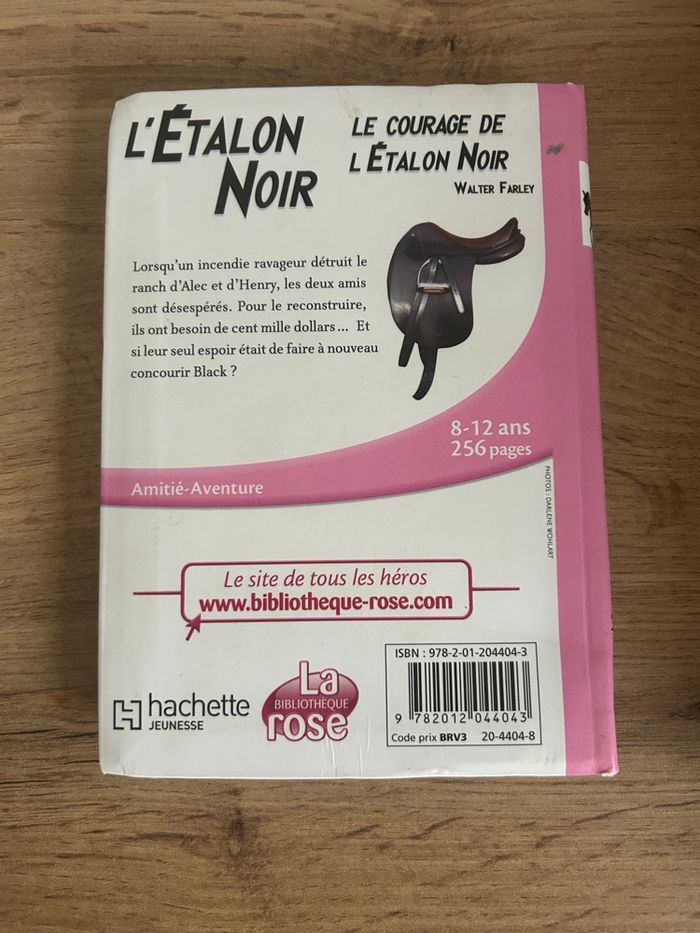 L'ÉTALON
NOIR
LE COURAGE DE
L'ÉTALON NOIR
WALTER FARLEY
Lorsqu'un incendie ravageur détruit le
ranch d'Alec et d'Henry, les deux amis
sont désespérés. Pour le reconstruire,
ils ont besoin de cent mille dollars... Et
si leur seul espoir était de faire à nouveau
concourir Black ?
8-12 ans
256 pages
Amitié-Aventure
PHOTOS : DARLENE WOHLART
Le site de tous les héros
www.bibliotheque-rose.com
hachette
JEUNESSE
La
BIBLIOTHÈQUE
rose
ISBN : 978-2-01-204404-3
9 782012 044043
Code prix BRV3 20-4404-8